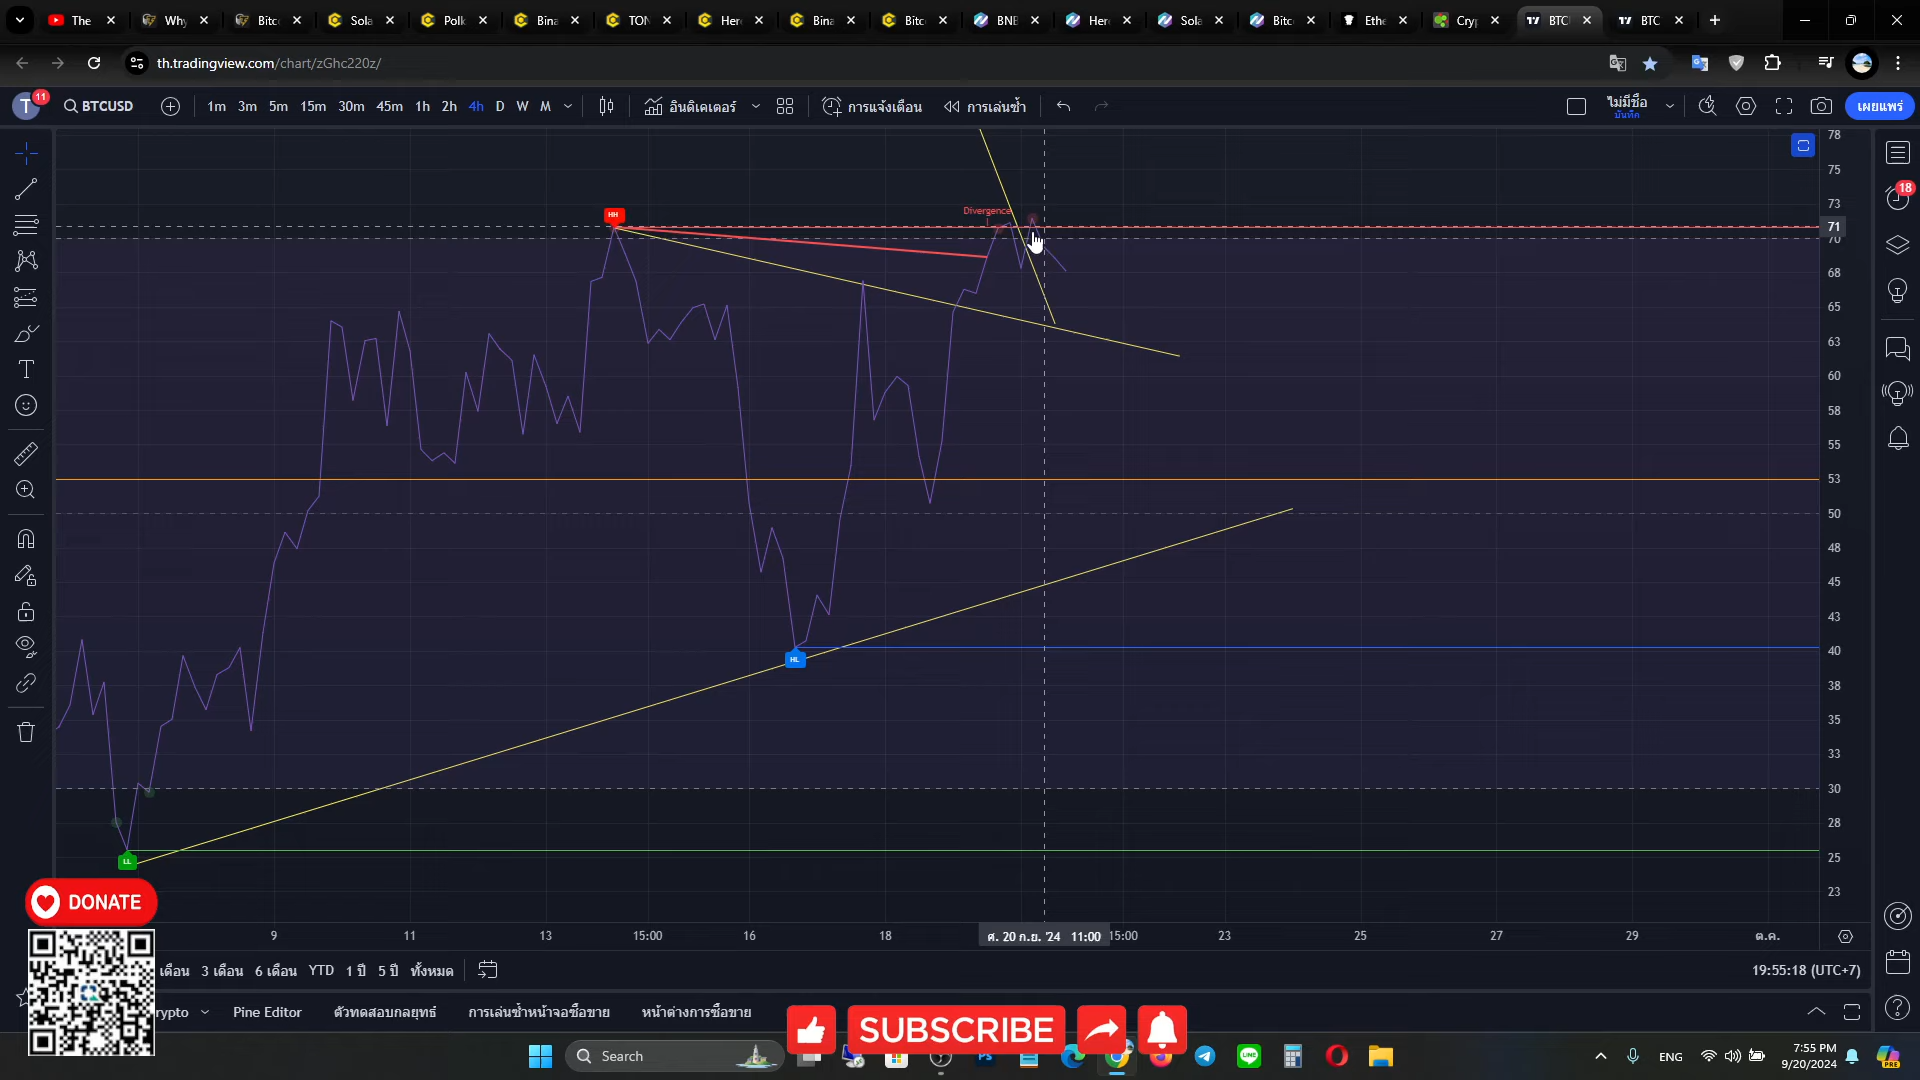 The
Why
Bitc
Sola
Polk
Bina
TON
Here
Bina
Bitc
BNB
Her
Sola
Bitc
Ethe
Cryp
BTC
BTC
th.tradingview.com/chart/zGhc220z/
T
11
BTCUSD
1m 3m 5m 15m 30m 45m 1h 2h 4h D W M
อินดิเคเตอร์
การแจ้งเตือน
การเล่นซ้ำ
ไม่มีชื่อ
บันทึก
เผยแพร่
18
HH
Divergence
HL
LL
78
75
73
71
70
68
65
63
60
58
55
53
50
48
45
43
40
38
35
33
30
28
25
23
9 11 13 15:00 16 18 ศ. 20 ก.ย. '24 11:00 15:00 23 25 27 29 ต.ค.
DONATE
เดือน 3 เดือน 6 เดือน YTD 1 ปี 5 ปี ทั้งหมด
19:55:18 (UTC+7)
rypto Pine Editor ตัวทดสอบกลยุทธ์ การเล่นซ้ำหน้าจอซื้อขาย หน้าต่างการซื้อขาย
SUBSCRIBE
Search
Ps
LINE
ENG
7:55 PM
9/20/2024
PRE